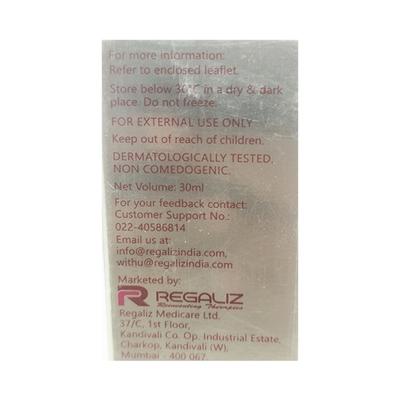 For more information:
Refer to enclosed leaflet.
Store below 30°C in a dry & dark
place. Do not freeze.
FOR EXTERNAL USE ONLY
Keep out of reach of children.
DERMATOLOGICALLY TESTED,
NON COMEDOGENIC.
Net Volume: 30ml
For your feedback contact:
Customer Support No.:
022-40586814
Email us at:
info@regalizindia.com,
withu@regalizindia.com
Marketed by:
REGALIZ
Reinventing Therapies
Regaliz Medicare Ltd.
37/C, 1st Floor,
Kandivali Co. Op. Industrial Estate,
Charkop, Kandivali (W),
Mumbai - 400 067.